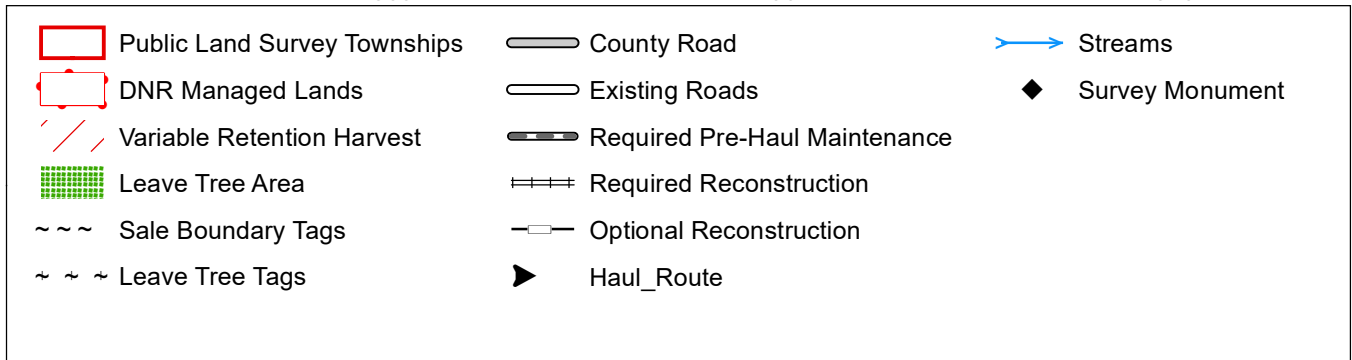 Public Land Survey Townships
DNR Managed Lands
Variable Retention Harvest
Leave Tree Area
Sale Boundary Tags
Leave Tree Tags
County Road
Existing Roads
Required Pre-Haul Maintenance
Required Reconstruction
Optional Reconstruction
Haul_Route
Streams
Survey Monument